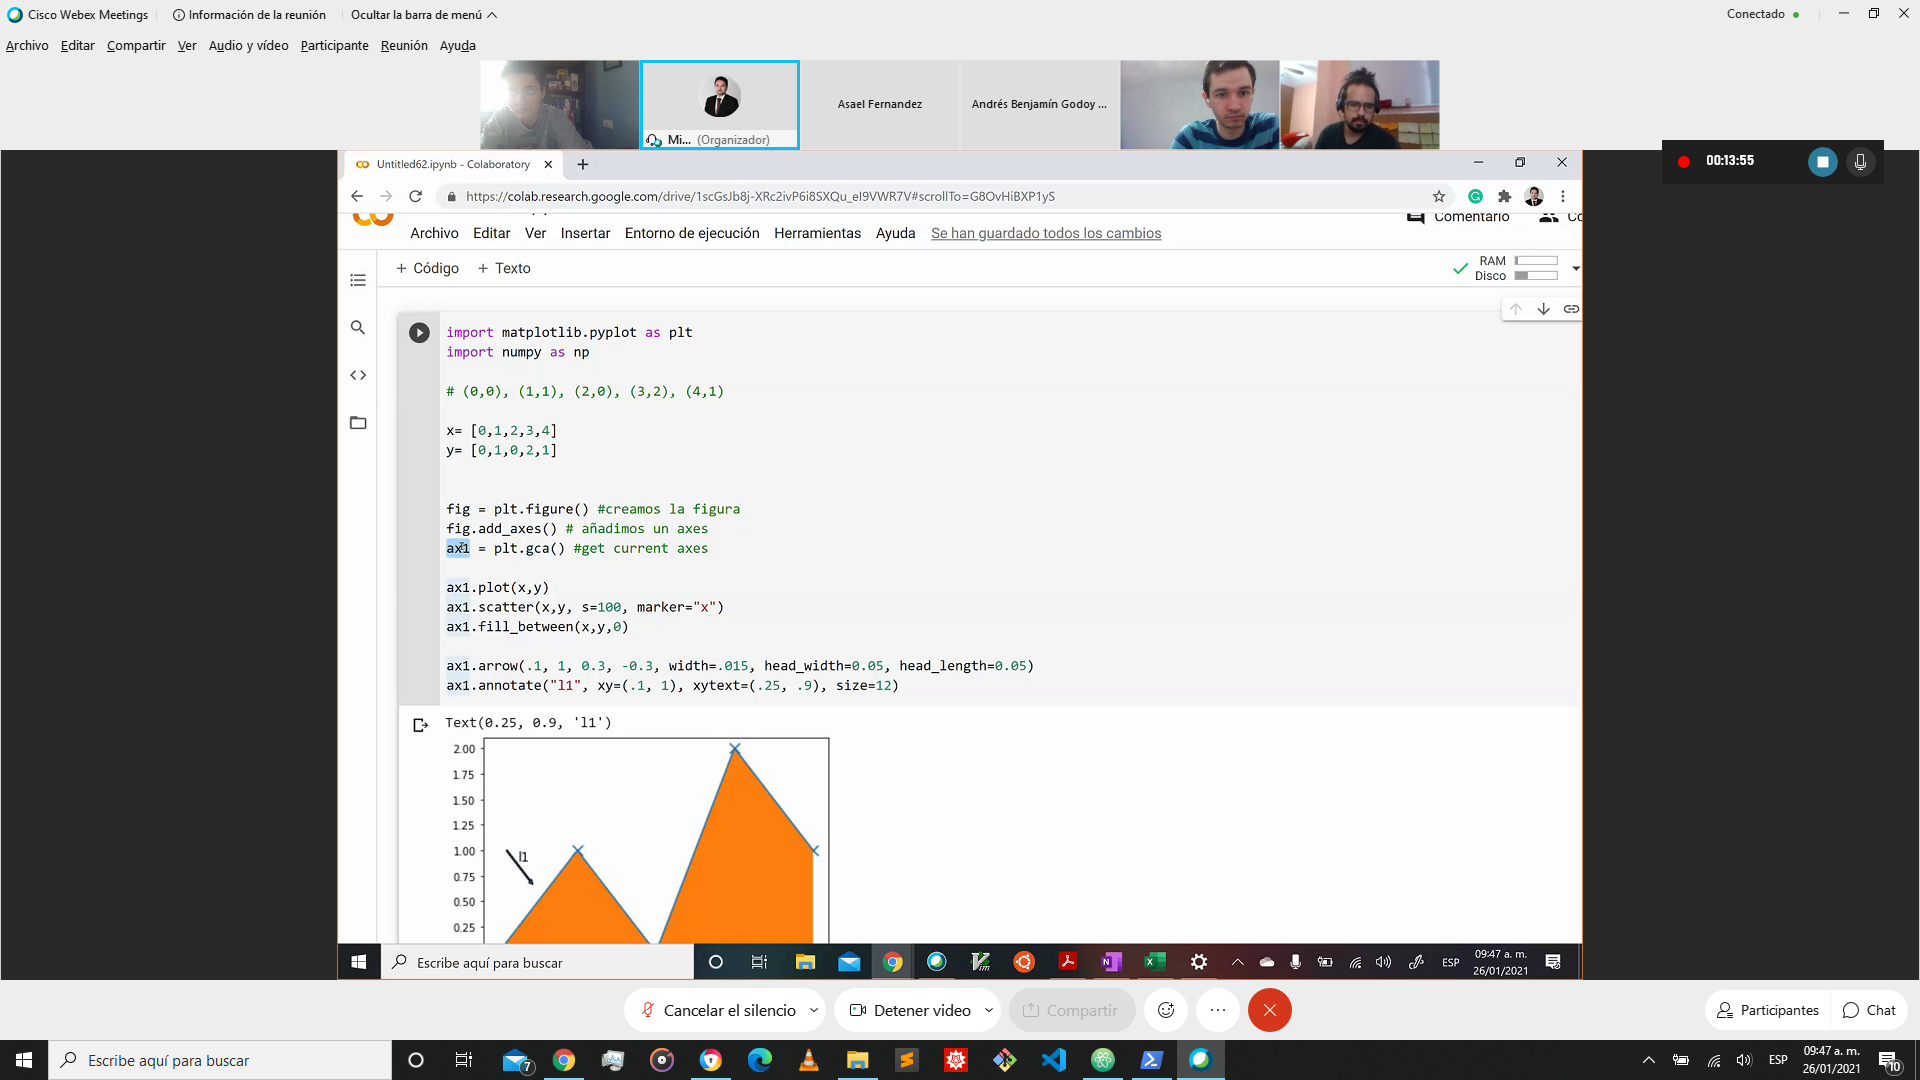 Cisco Webex Meetings
Información de la reunión
Ocultar la barra de menú
Conectado
Archivo Editar Compartir Ver Audio y vídeo Participante Reunión Ayuda
Mi... (Organizador)
Asael Fernandez
Andrés Benjamín Godoy ...
00:13:55
Untitled62.ipynb - Colaboratory
https://colab.research.google.com/drive/1scGsJb8j-XRc2ivP6i8SXQu_eI9VWR7V#scrollTo=G8OvHiBXP1yS
Comentario
Co
Archivo Editar Ver Insertar Entorno de ejecución Herramientas Ayuda Se han guardado todos los cambios
+ Código + Texto
RAM
Disco
import matplotlib.pyplot as plt
import numpy as np
# (0,0), (1,1), (2,0), (3,2), (4,1)
x= [0,1,2,3,4]
y= [0,1,0,2,1]
fig = plt.figure() #creamos la figura
fig.add_axes() # añadimos un axes
ax1 = plt.gca() #get current axes
ax1.plot(x,y)
ax1.scatter(x,y, s=100, marker="x")
ax1.fill_between(x,y,0)
ax1.arrow(.1, 1, 0.3, -0.3, width=.015, head_width=0.05, head_length=0.05)
ax1.annotate("l1", xy=(.1, 1), xytext=(.25, .9), size=12)
Text(0.25, 0.9, 'l1')
2.00
1.75
1.50
1.25
1.00
l1
0.75
0.50
0.25
Escribe aquí para buscar
ESP
09:47 a. m.
26/01/2021
Cancelar el silencio
Detener video
Compartir
Participantes
Chat
Escribe aquí para buscar
7
ESP
09:47 a. m.
26/01/2021
10